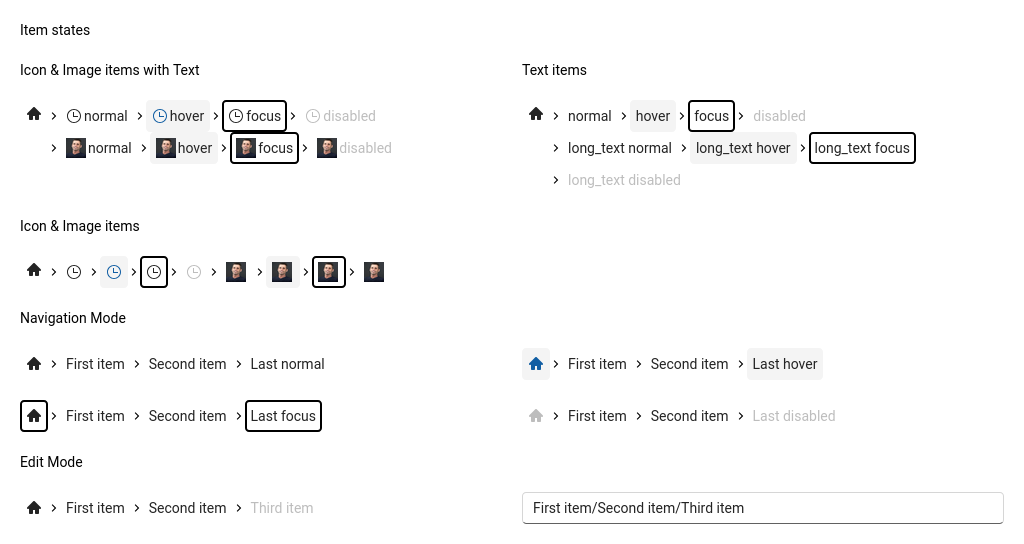 Item states
Icon & Image items with Text
normal hover focus disabled
normal hover focus disabled
Text items
normal hover focus disabled
long_text normal long_text hover long_text focus
long_text disabled
Icon & Image items
Navigation Mode
First item Second item Last normal
First item Second item Last hover
First item Second item Last focus
First item Second item Last disabled
Edit Mode
First item Second item Third item
First item/Second item/Third item